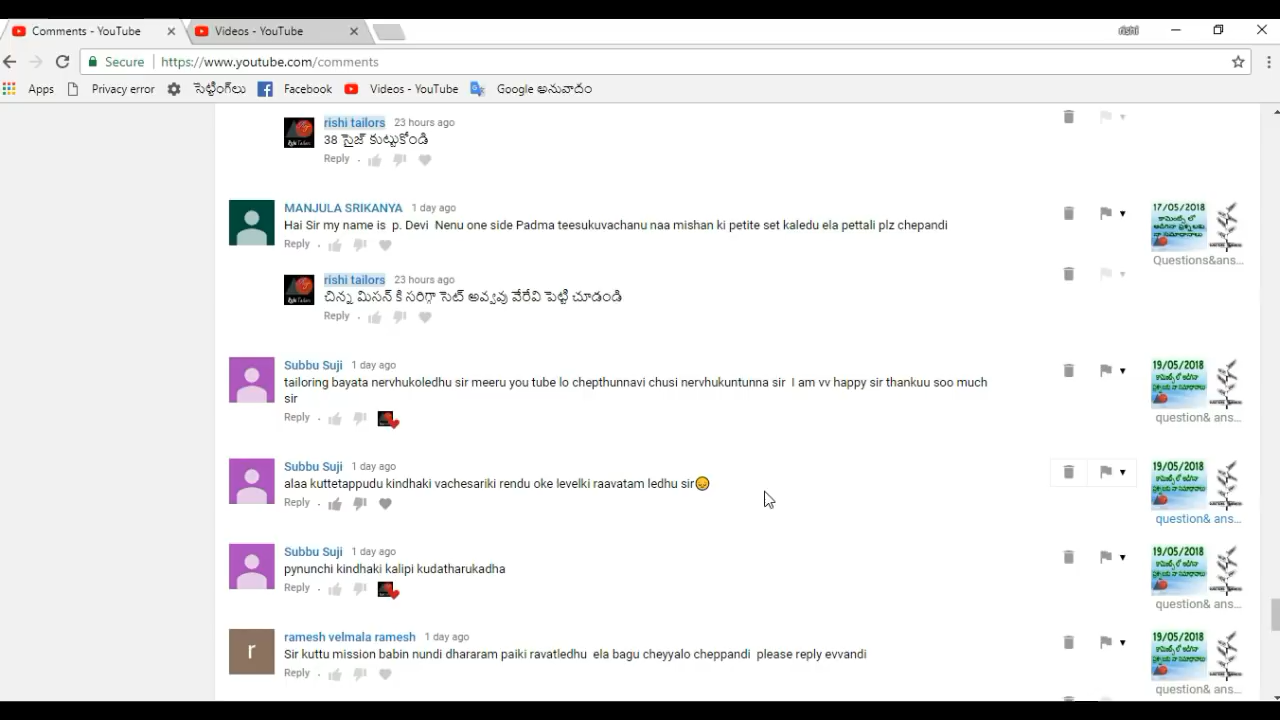 Comments - YouTube
Videos - YouTube
rishi
Secure
https://www.youtube.com/comments
Apps
Privacy error
సెట్టింగ్‌లు
Facebook
Videos - YouTube
Google అనువాదం
rishi tailors 23 hours ago
38 సైజ్ కుట్టుకోండి
Reply
MANJULA SRIKANYA 1 day ago
Hai Sir my name is p. Devi Nenu one side Padma teesukuvachanu naa mishan ki petite set kaledu ela pettali plz chepandi
Reply
17/05/2018
Questions&ans...
rishi tailors 23 hours ago
చిన్న మిసన్ కి సరిగ్గా సెట్ అవ్వవు వేరేవి పెట్టి చూడండి
Reply
Subbu Suji 1 day ago
tailoring bayata nervhukoledhu sir meeru you tube lo chepthunnavi chusi nervhukuntunna sir I am vv happy sir thankuu soo much
sir
Reply
19/05/2018
question& ans...
Subbu Suji 1 day ago
alaa kuttetappudu kindhaki vachesariki rendu oke levelki raavatam ledhu sir😞
Reply
19/05/2018
question& ans...
Subbu Suji 1 day ago
pynunchi kindhaki kalipi kudatharukadha
Reply
19/05/2018
question& ans...
r
ramesh velmala ramesh 1 day ago
Sir kuttu mission babin nundi dhararam paiki ravatledhu ela bagu cheyyalo cheppandi please reply evvandi
Reply
19/05/2018
question& ans...